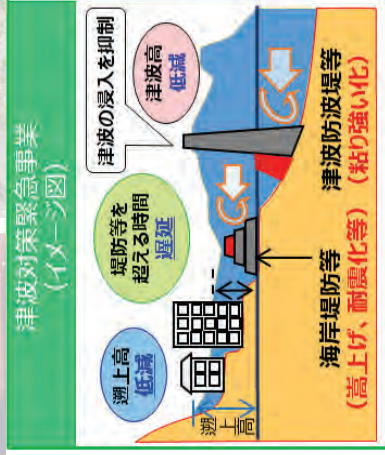 津波対策緊急事業
(イメージ図)
津波の浸入を抑制
津波高
低減
堤防等を
超える時間
遅延
遡上高
低減
遡上高
海岸堤防等
(嵩上げ、耐震化等)
津波防波堤等
(粘り強い化)